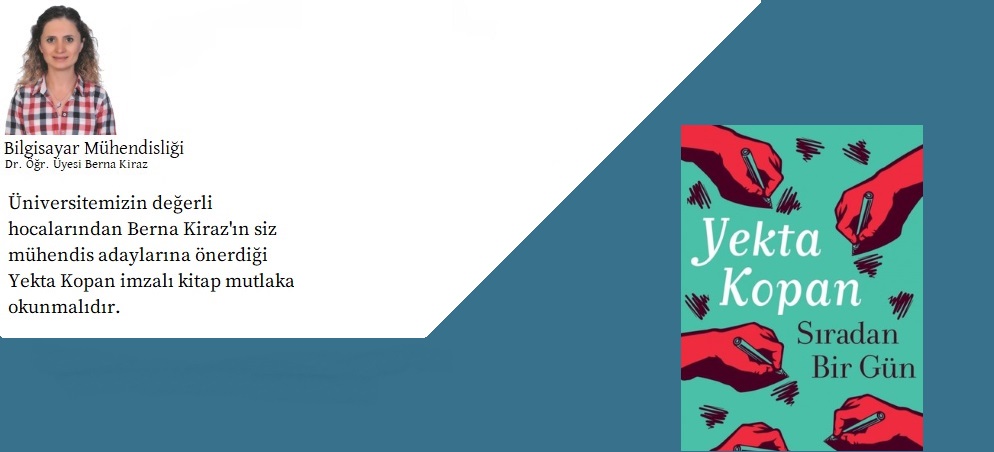 Bilgisayar Mühendisliği
Dr. Öğr. Üyesi Berna Kiraz
Üniversitemizin değerli
hocalarından Berna Kiraz'ın siz
mühendis adaylarına önerdiği
Yekta Kopan imzalı kitap mutlaka
okunmalıdır.
Yekta
Kopan
Sıradan
Bir Gün